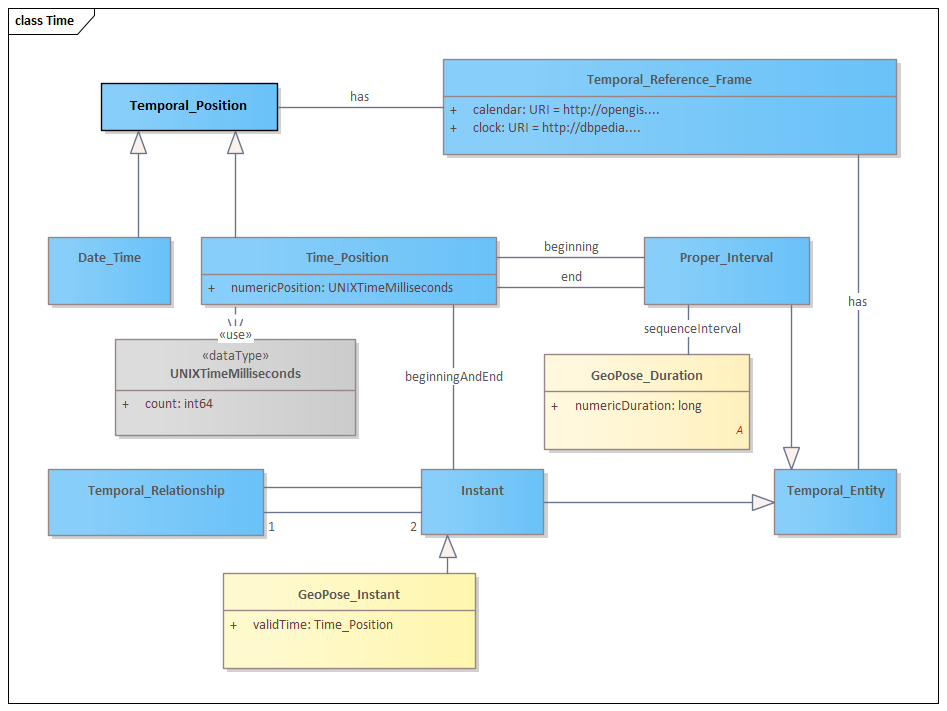 class Time
Temporal_Position
has
Temporal_Reference_Frame
+ calendar: URI = http://opengis....
+ clock: URI = http://dbpedia....
Date_Time
Time_Position
+ numericPosition: UNIXTimeMilliseconds
beginning
end
Proper_Interval
has
«use»
«dataType»
UNIXTimeMilliseconds
+ count: int64
beginningAndEnd
sequenceInterval
GeoPose_Duration
+ numericDuration: long
A
Temporal_Relationship
1
2
Instant
Temporal_Entity
GeoPose_Instant
+ validTime: Time_Position